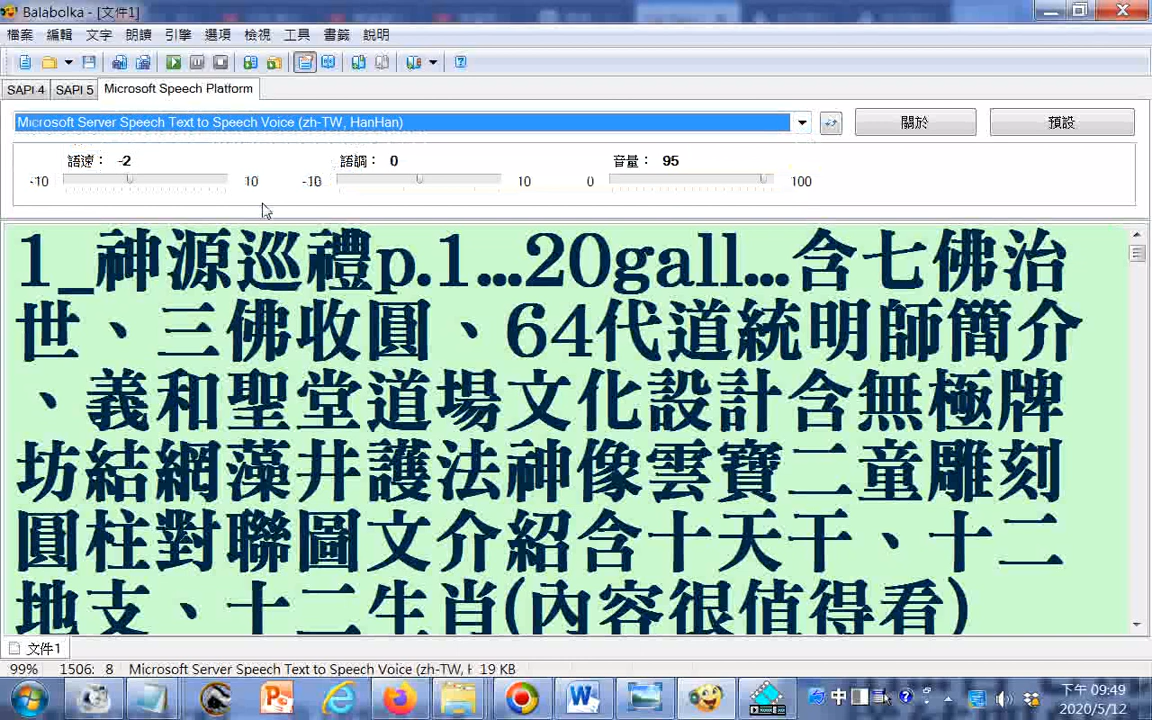 Balabolka - [文件1]
檔案 編輯 文字 朗讀 引擎 選項 檢視 工具 書籤 說明
SAPI 4 SAPI 5 Microsoft Speech Platform
Microsoft Server Speech Text to Speech Voice (zh-TW, HanHan)
關於 預設
語速： -2 語調： 0 音量： 95
-10 10 -10 10 0 100
1_神源巡禮p.1...20gall...含七佛治
世、三佛收圓、64代道統明師簡介
、義和聖堂道場文化設計含無極牌
坊結網藻井護法神像雲寶二童雕刻
圓柱對聯圖文介紹含十天干、十二
地支、十二生肖(內容很值得看)
文件1
99% 1506: 8 Microsoft Server Speech Text to Speech Voice (zh-TW, H 19 KB
中
下午 09:49
2020/5/12